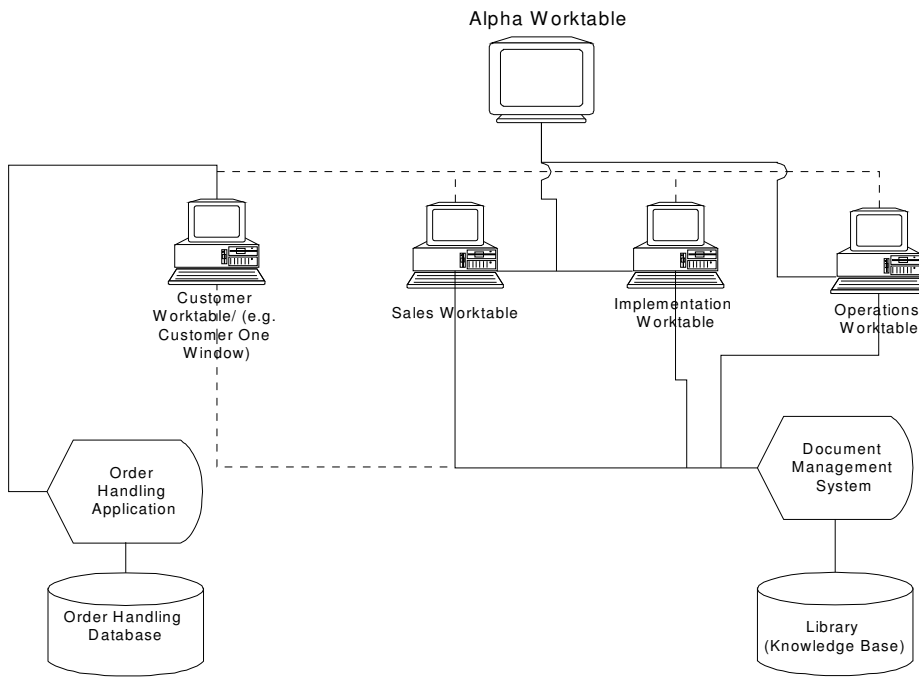 Alpha Worktable
Customer
Worktable/ (e.g.
Customer One
Window)
Sales Worktable
Implementation
Worktable
Operations
Worktable
Order
Handling
Application
Document
Management
System
Order Handling
Database
Library
(Knowledge Base)